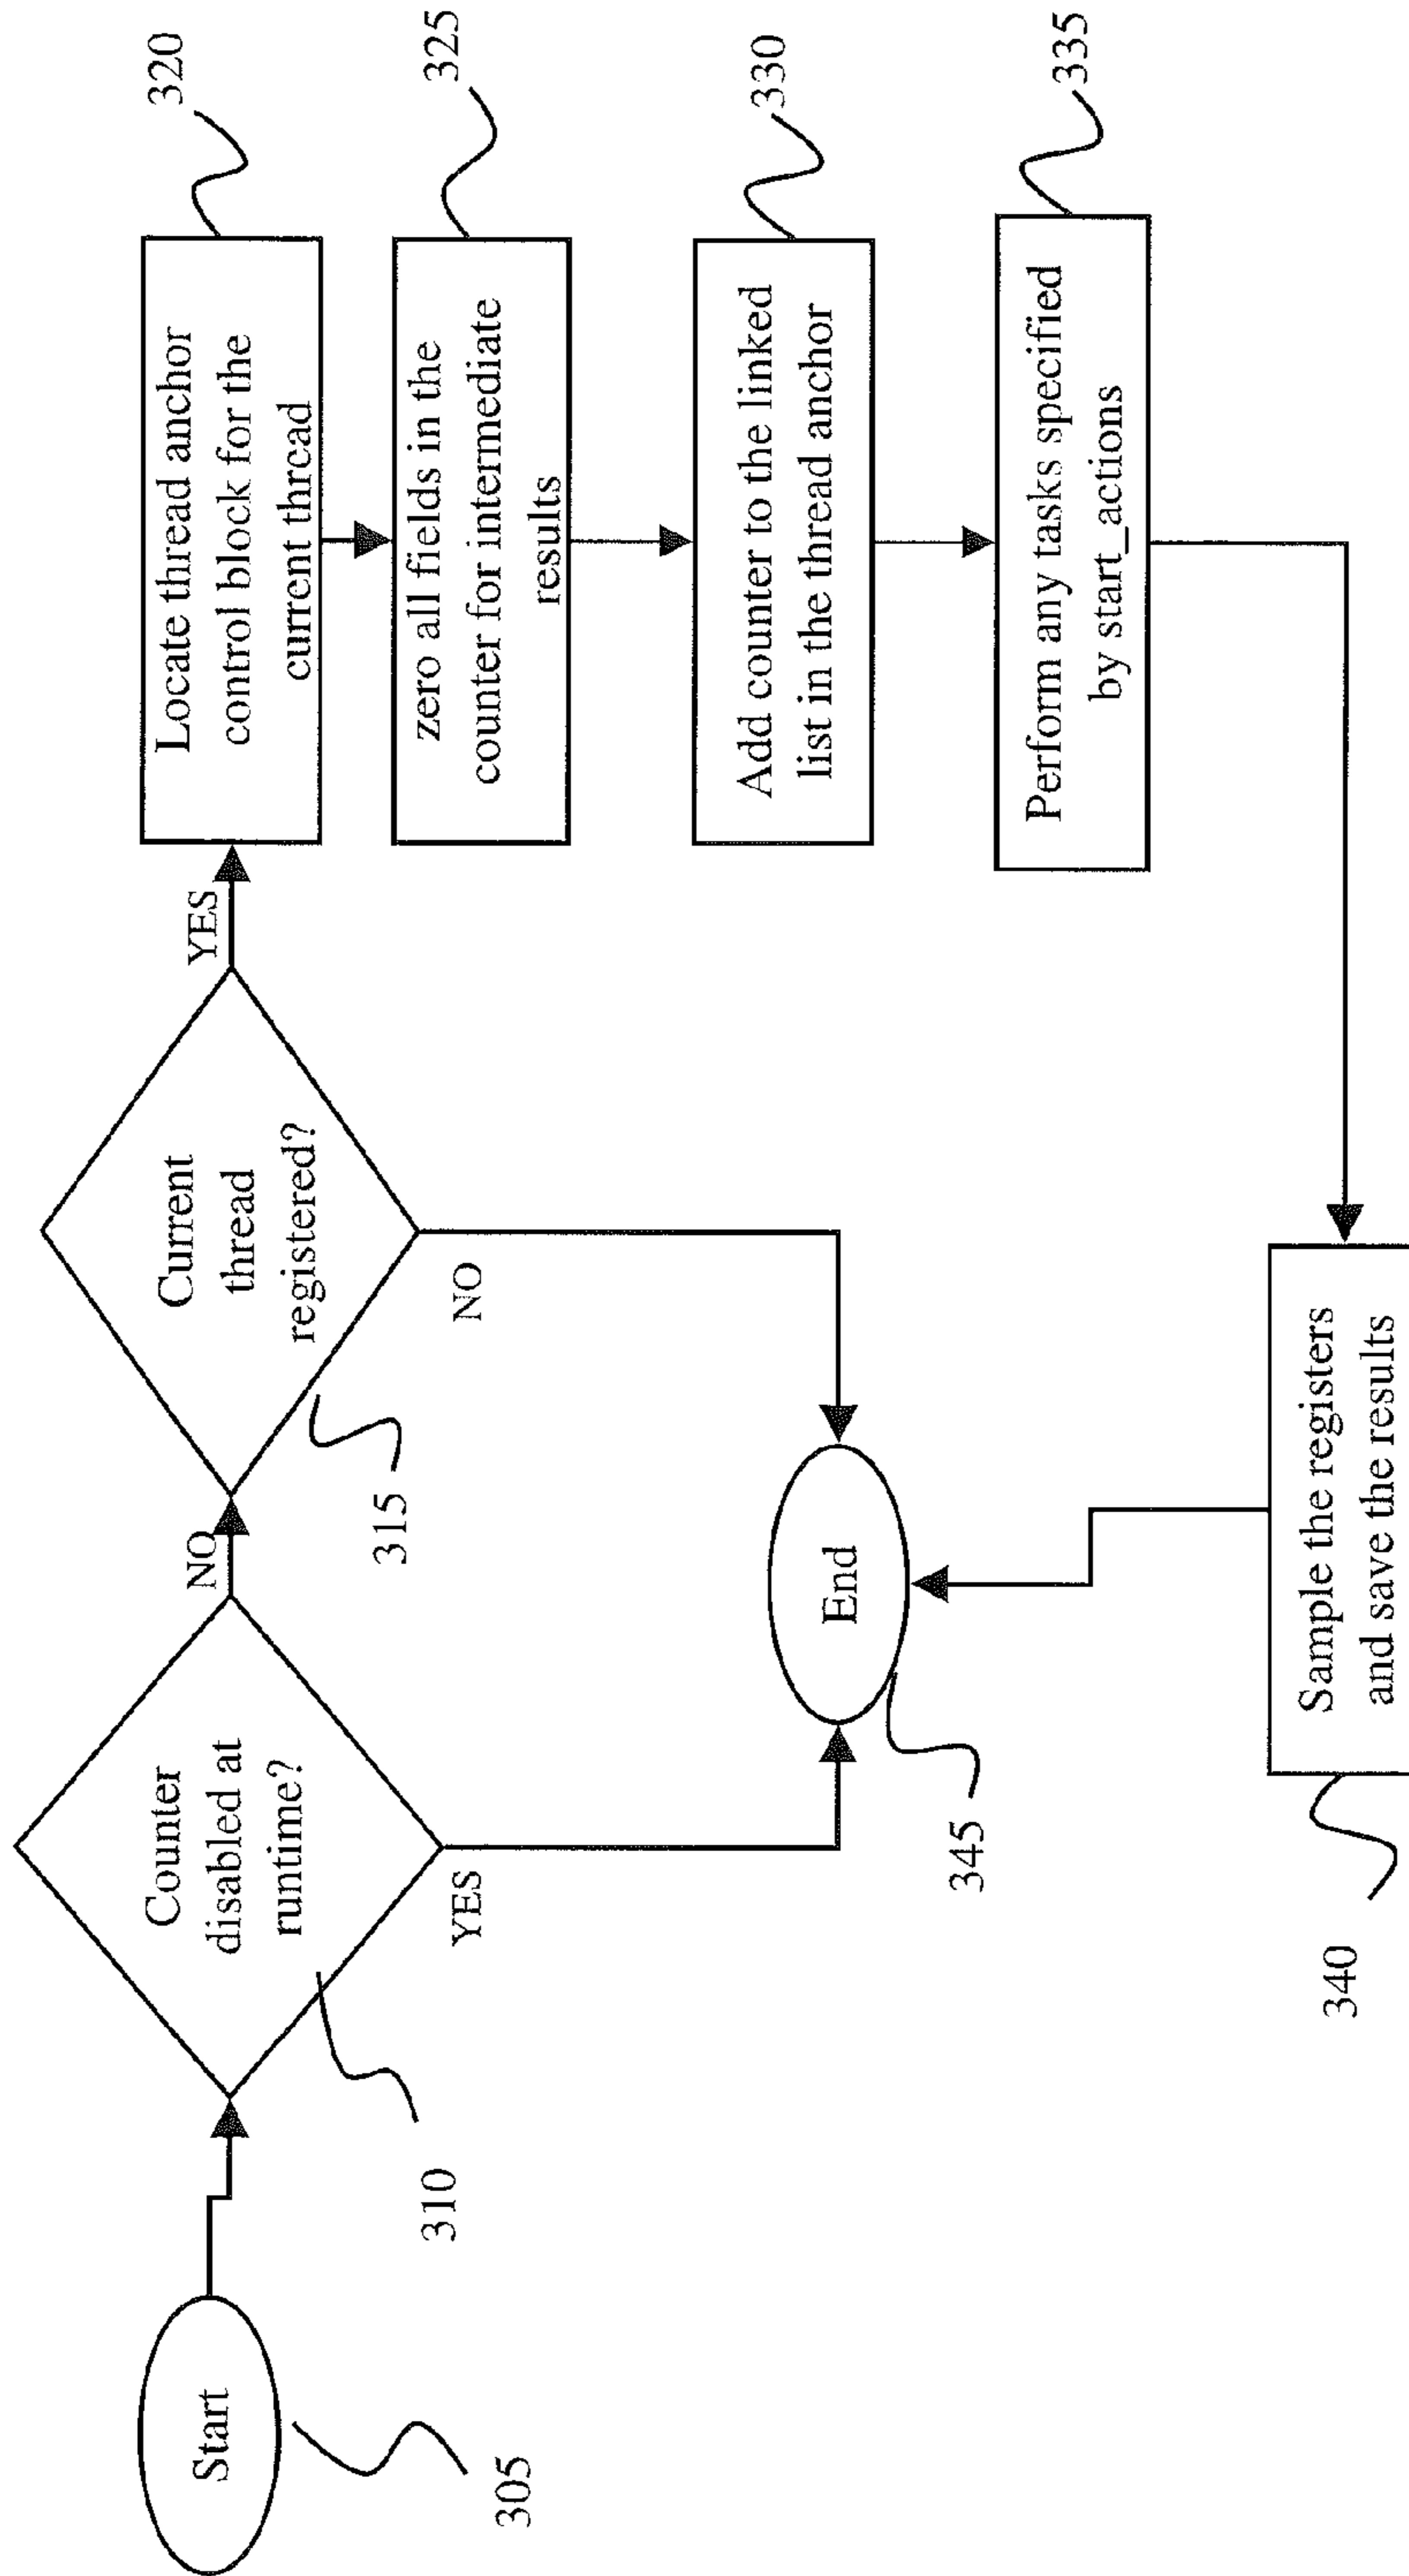 Start
305
Counter
disabled at
runtime?
310
NO
YES
Current
thread
registered?
315
YES
NO
Locate thread anchor
control block for the
current thread
320
zero all fields in the
counter for intermediate
results
325
Add counter to the linked
list in the thread anchor
330
Perform any tasks specified
by start_actions
335
Sample the registers
and save the results
340
End
345